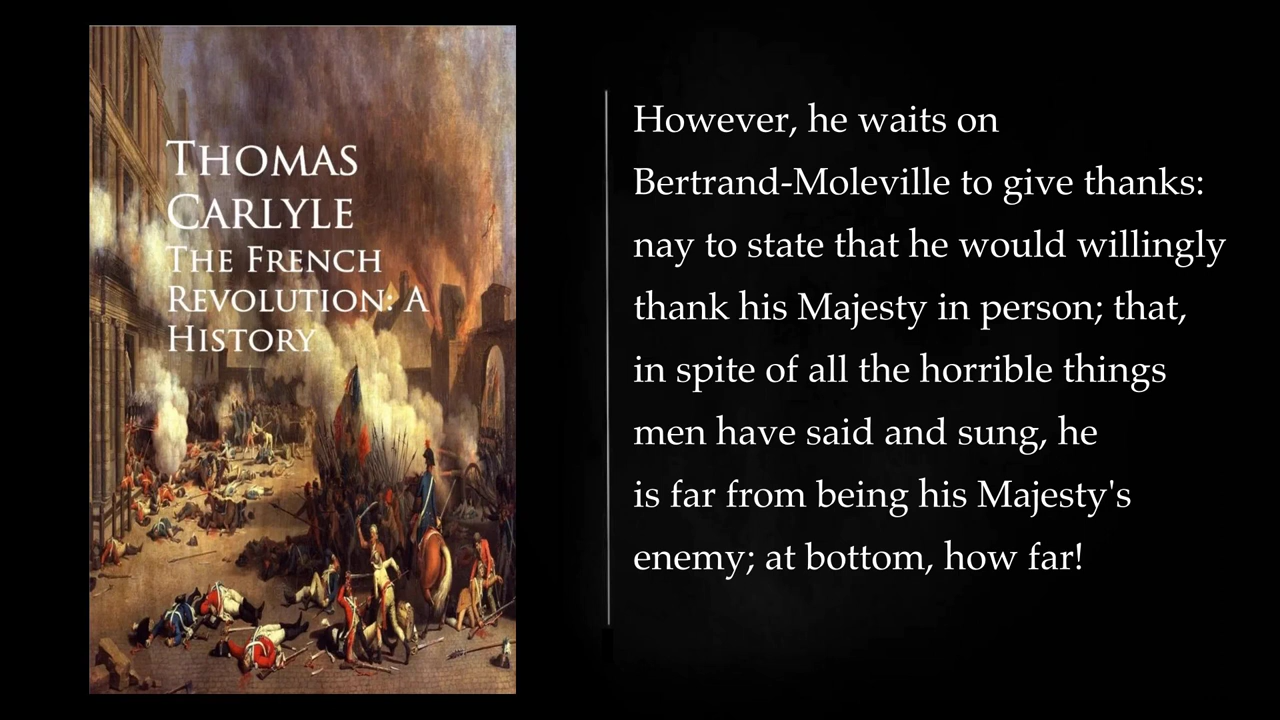 THOMAS
CARLYLE
THE FRENCH
REVOLUTION: A
HISTORY
However, he waits on
Bertrand-Moleville to give thanks:
nay to state that he would willingly
thank his Majesty in person; that,
in spite of all the horrible things
men have said and sung, he
is far from being his Majesty's
enemy; at bottom, how far!